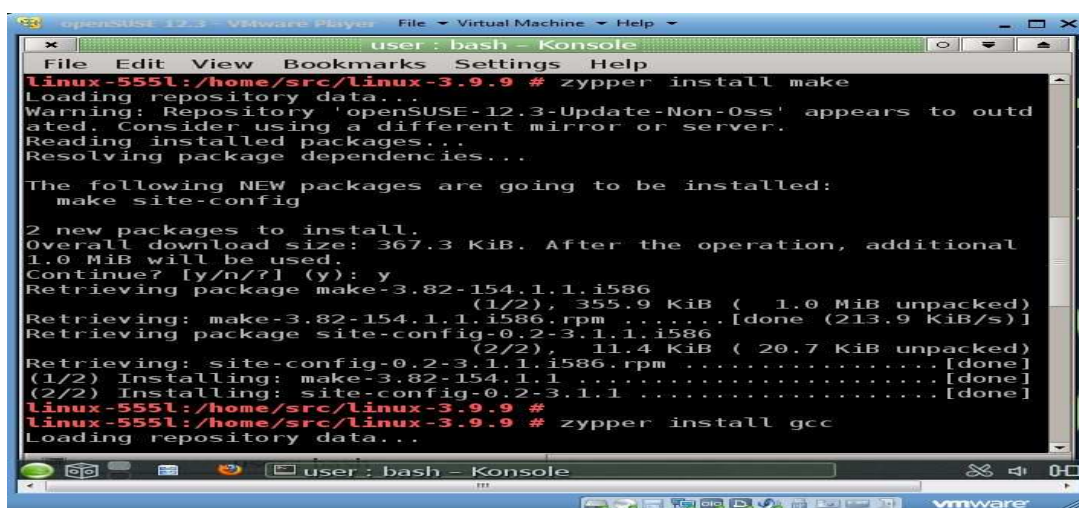 openSUSE 12.3 - VMware Player File Virtual Machine Help
user : bash – Konsole
File Edit View Bookmarks Settings Help
linux-555l:/home/src/linux-3.9.9 # zypper install make
Loading repository data...
Warning: Repository 'openSUSE-12.3-Update-Non-Oss' appears to outd
ated. Consider using a different mirror or server.
Reading installed packages...
Resolving package dependencies...
The following NEW packages are going to be installed:
make site-config
2 new packages to install.
Overall download size: 367.3 KiB. After the operation, additional
1.0 MiB will be used.
Continue? [y/n/?] (y): y
Retrieving package make-3.82-154.1.1.i586
(1/2), 355.9 KiB ( 1.0 MiB unpacked)
Retrieving: make-3.82-154.1.1.i586.rpm .......[done (213.9 KiB/s)]
Retrieving package site-config-0.2-3.1.1.i586
(2/2), 11.4 KiB ( 20.7 KiB unpacked)
Retrieving: site-config-0.2-3.1.1.i586.rpm .................[done]
(1/2) Installing: make-3.82-154.1.1 ........................[done]
(2/2) Installing: site-config-0.2-3.1.1 ....................[done]
linux-555l:/home/src/linux-3.9.9 #
linux-555l:/home/src/linux-3.9.9 # zypper install gcc
Loading repository data...
user : bash – Konsole
vmware